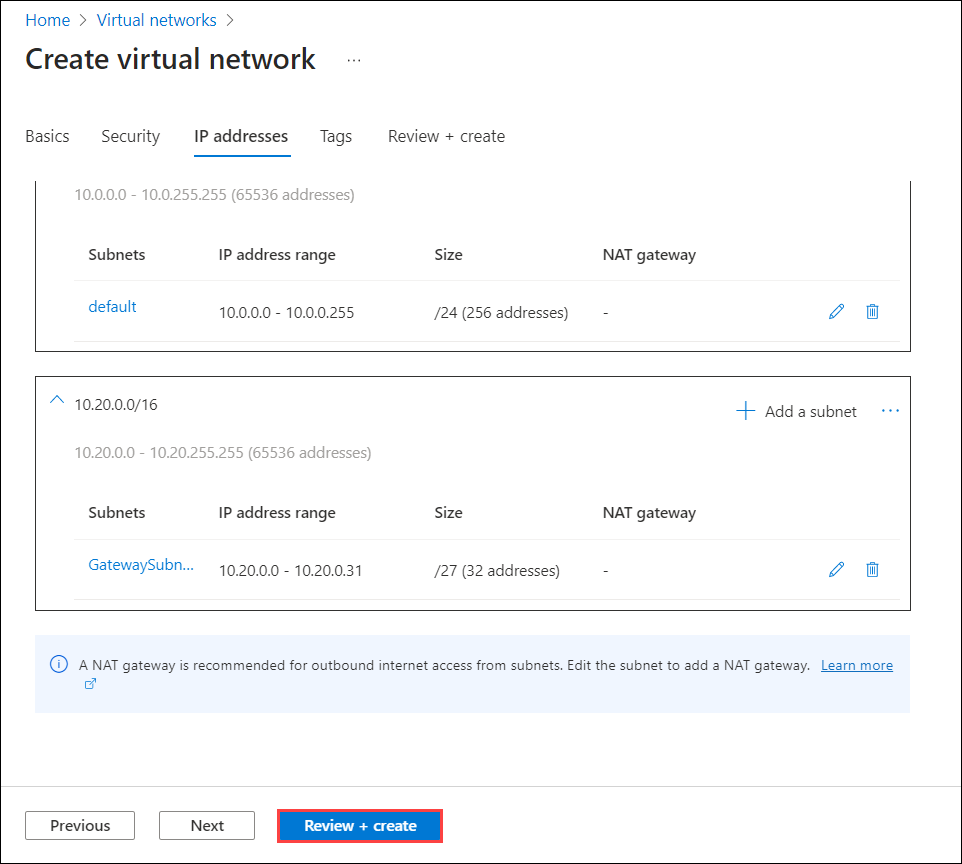 Home > Virtual networks >
Create virtual network ...
Basics Security IP addresses Tags Review + create
10.0.0.0 - 10.0.255.255 (65536 addresses)
Subnets IP address range Size NAT gateway
default 10.0.0.0 - 10.0.0.255 /24 (256 addresses) -
10.20.0.0/16 + Add a subnet ...
10.20.0.0 - 10.20.255.255 (65536 addresses)
Subnets IP address range Size NAT gateway
GatewaySubn... 10.20.0.0 - 10.20.0.31 /27 (32 addresses) -
A NAT gateway is recommended for outbound internet access from subnets. Edit the subnet to add a NAT gateway. Learn more
Previous Next Review + create